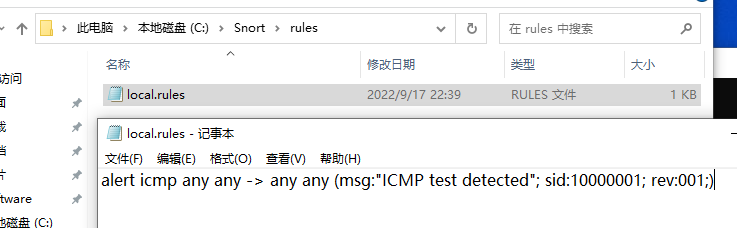 此电脑 > 本地磁盘 (C:) > Snort > rules
在 rules 中搜索
名称 修改日期 类型 大小
访问
local.rules 2022/9/17 22:39 RULES 文件 1 KB
面
载
档
片
local.rules - 记事本
文件(F) 编辑(E) 格式(O) 查看(V) 帮助(H)
ftware
alert icmp any any -> any any (msg:"ICMP test detected"; sid:10000001; rev:001;)
地磁盘 (C:)